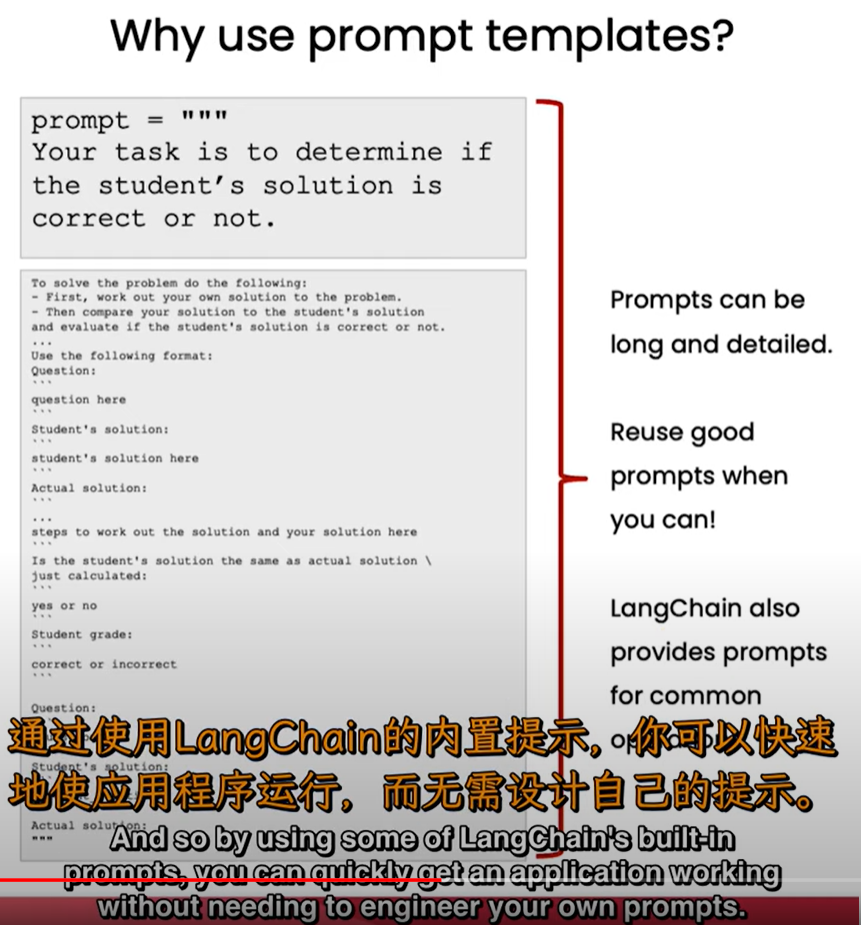 Why use prompt templates?
prompt = """
Your task is to determine if
the student's solution is
correct or not.
To solve the problem do the following:
- First, work out your own solution to the problem.
- Then compare your solution to the student's solution
and evaluate if the student's solution is correct or not.
...
Use the following format:
Question:
```
question here
```
Student's solution:
```
student's solution here
```
Actual solution:
```
...
steps to work out the solution and your solution here
```
Is the student's solution the same as actual solution \
just calculated:
```
yes or no
```
Student grade:
```
correct or incorrect
```
Question:
Student's solution:
Actual solution:
"""
Prompts can be
long and detailed.
Reuse good
prompts when
you can!
LangChain also
provides prompts
for common
通过使用LangChain的内置提示，你可以快速
地使应用程序运行，而无需设计自己的提示。
And so by using some of LangChain's built-in
prompts, you can quickly get an application working
without needing to engineer your own prompts.